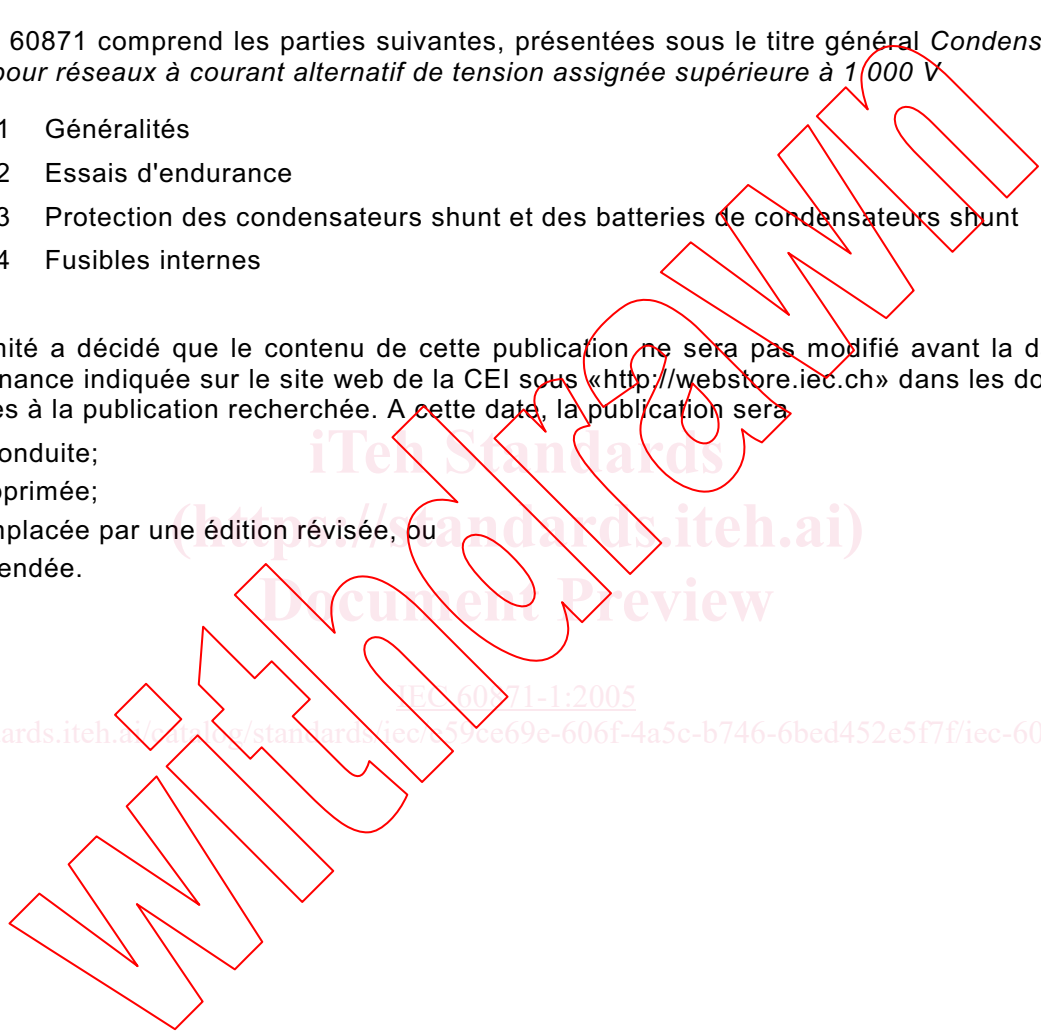 60871 comprend les parties suivantes, présentées sous le titre général Condens
pour réseaux à courant alternatif de tension assignée supérieure à 1 000 V
1 Généralités
2 Essais d'endurance
3 Protection des condensateurs shunt et des batteries de condensateurs shunt
4 Fusibles internes
mité a décidé que le contenu de cette publication ne sera pas modifié avant la d
nance indiquée sur le site web de la CEI sous «http://webstore.iec.ch» dans les do
es à la publication recherchée. A cette date, la publication sera
onduite;
pprimée;
mplacée par une édition révisée, ou
endée.
iTeh Standards
(https://standards.iteh.ai)
Document Preview
IEC 60871-1:2005
ards.iteh.ai/catalog/standards/iec/e59ce69e-606f-4a5c-b746-6bed452e5f7f/iec-60
withdrawn